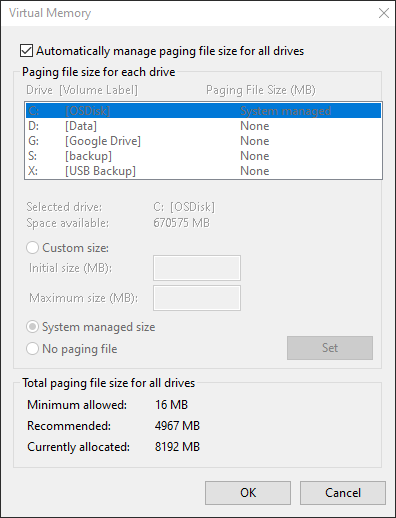 Virtual Memory
Automatically manage paging file size for all drives
Paging file size for each drive
Drive [Volume Label] Paging File Size (MB)
C: [OSDisk] System managed
D: [Data] None
G: [Google Drive] None
S: [backup] None
X: [USB Backup] None
Selected drive: C: [OSDisk]
Space available: 670575 MB
Custom size:
Initial size (MB):
Maximum size (MB):
System managed size
No paging file Set
Total paging file size for all drives
Minimum allowed: 16 MB
Recommended: 4967 MB
Currently allocated: 8192 MB
OK Cancel